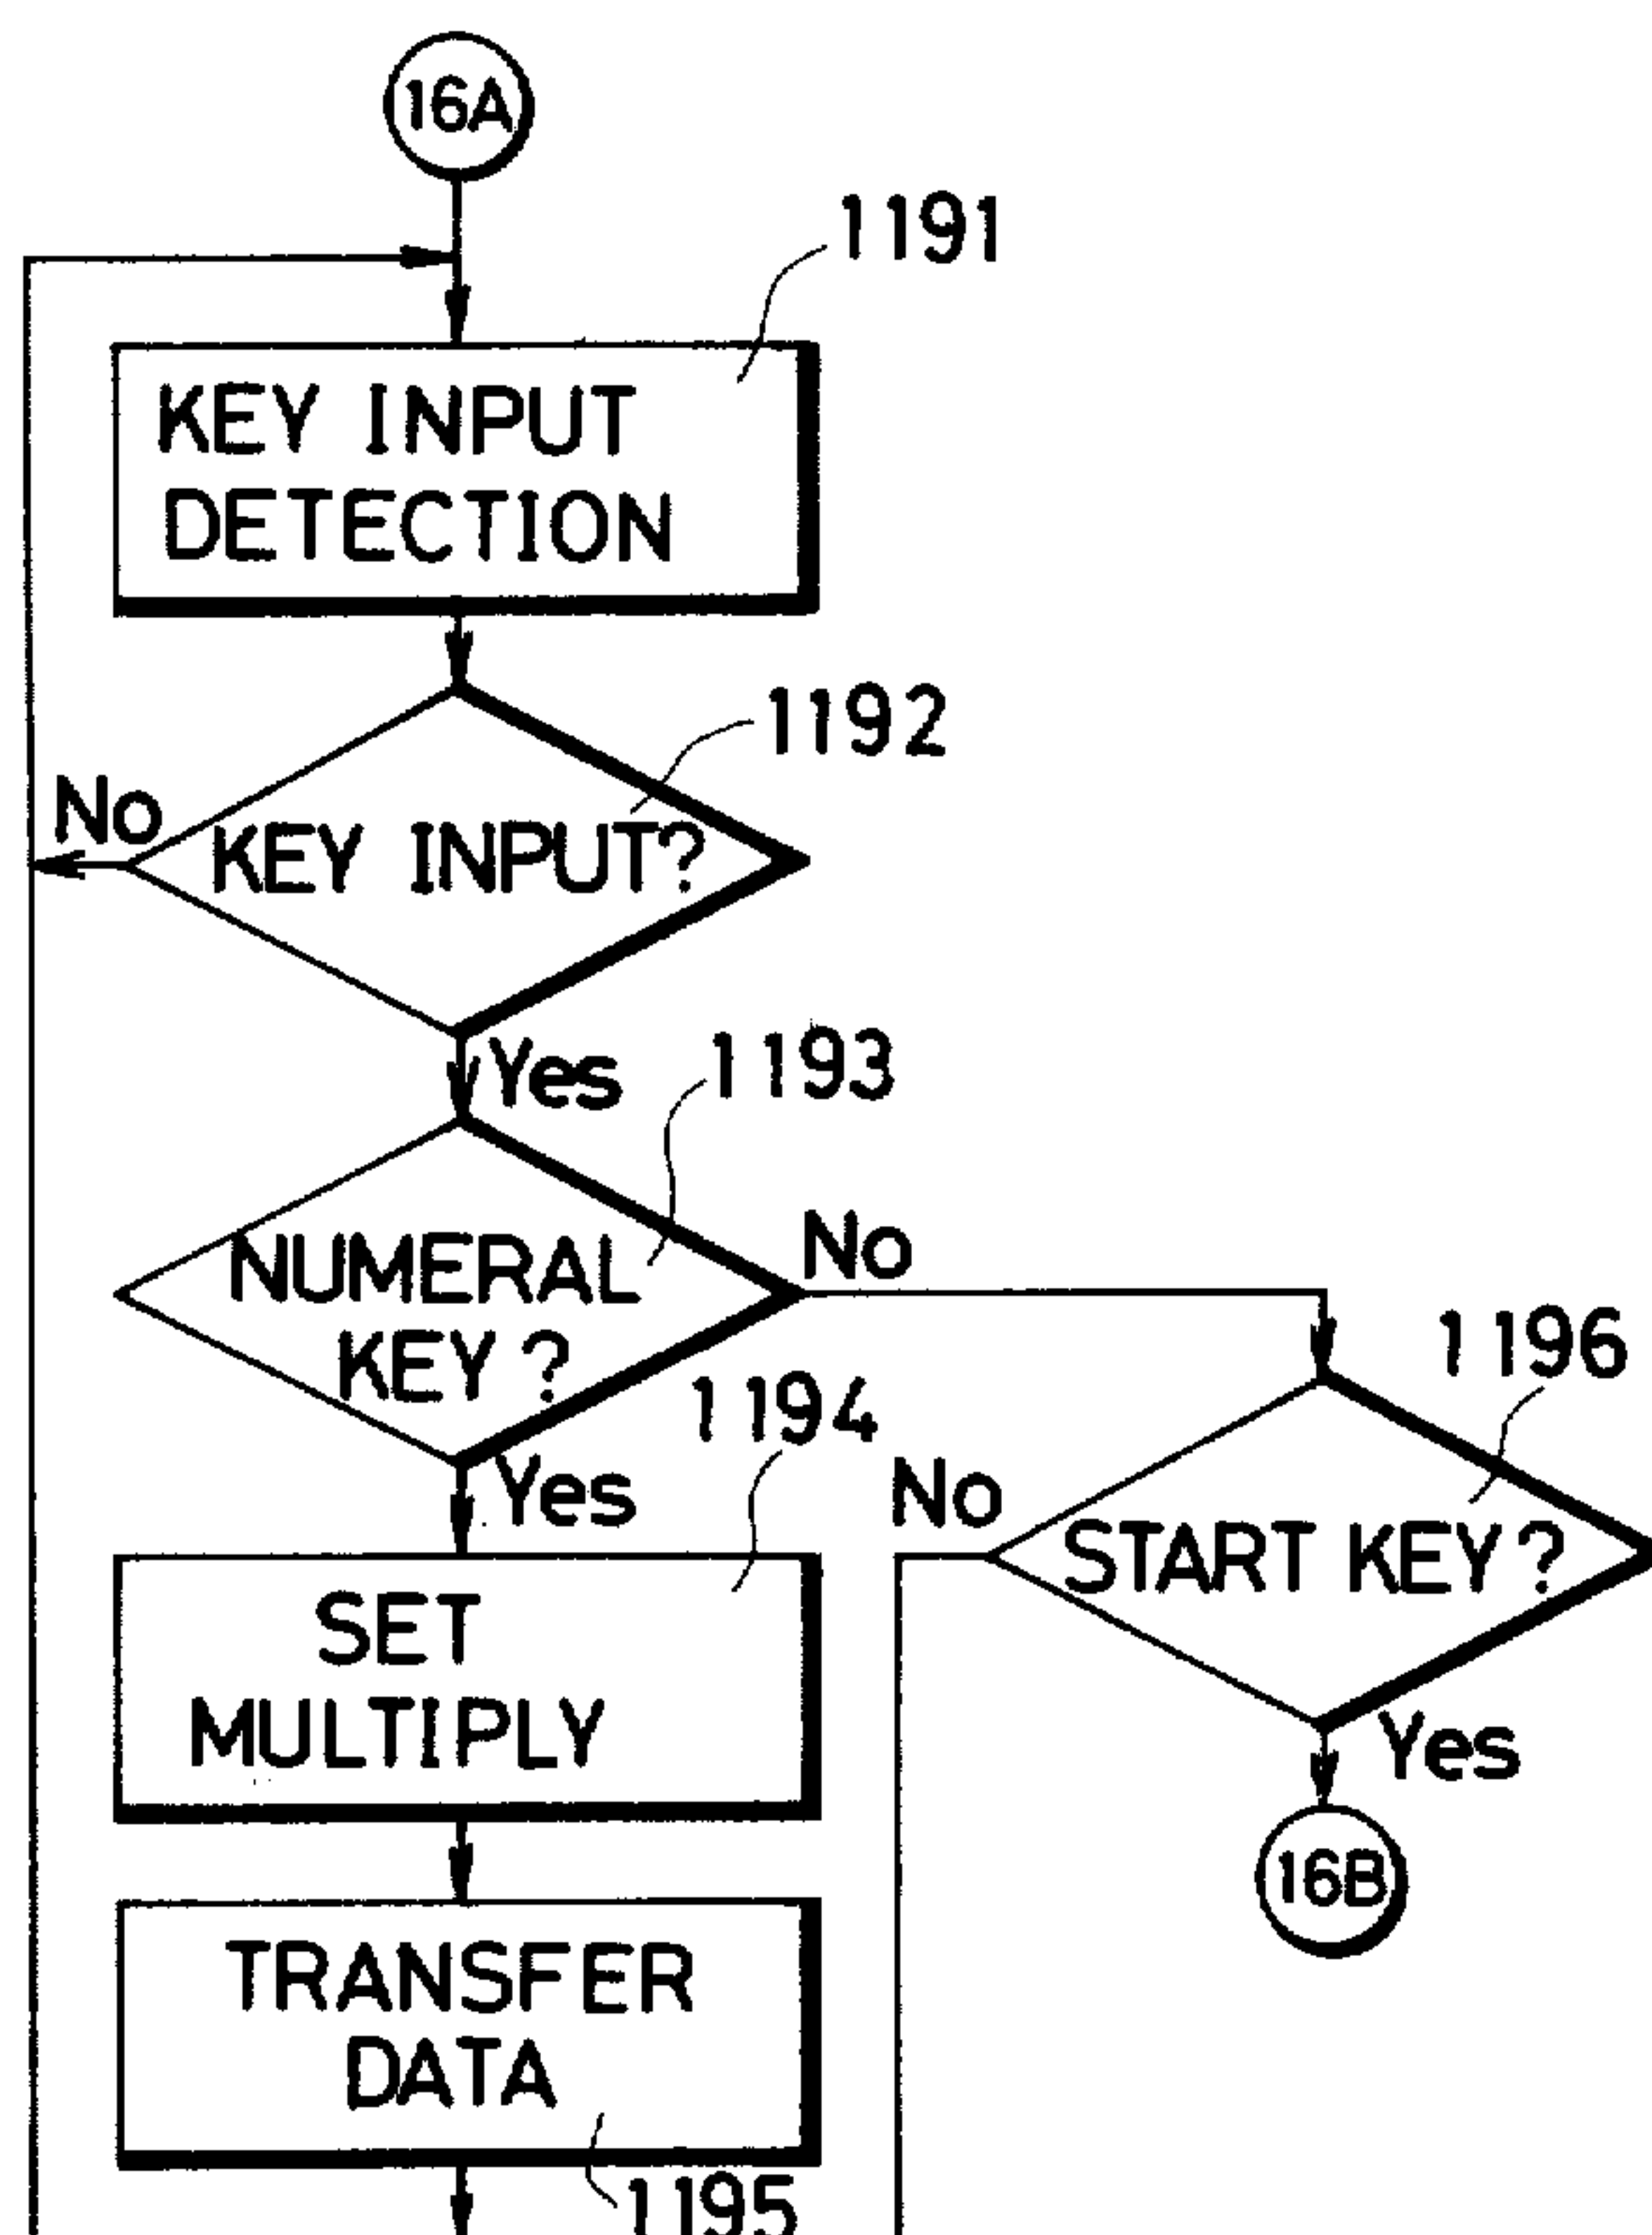 16A
1191
KEY INPUT
DETECTION
1192
No
KEY INPUT?
Yes
1193
NUMERAL
KEY?
No
1194
Yes
1196
No
START KEY?
SET
MULTIPLY
Yes
16B
TRANSFER
DATA
1195